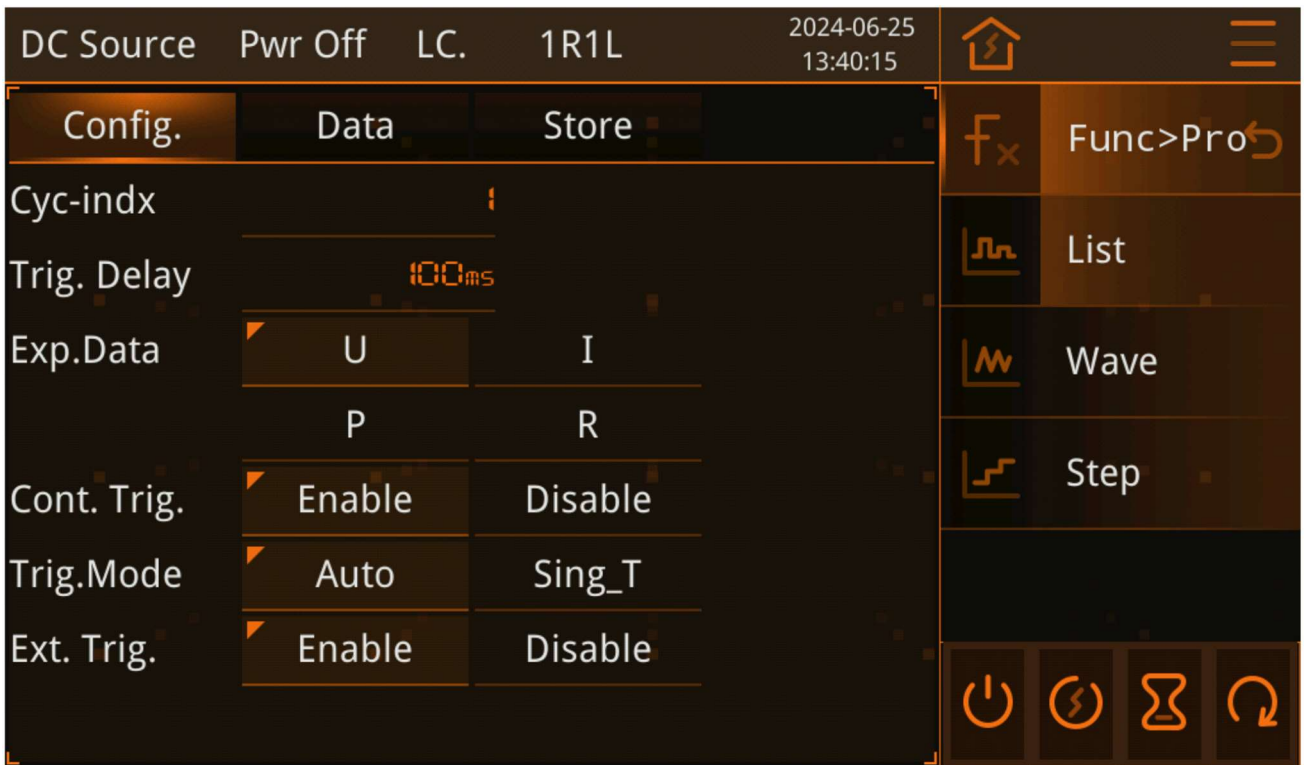 DC Source Pwr Off LC. 1R1L 2024-06-25
13:40:15
Config. Data Store
Cyc-indx 1
Trig. Delay 100ms
Exp.Data U I
P R
Cont. Trig. Enable Disable
Trig.Mode Auto Sing_T
Ext. Trig. Enable Disable
fx Func>Pro
List
Wave
Step